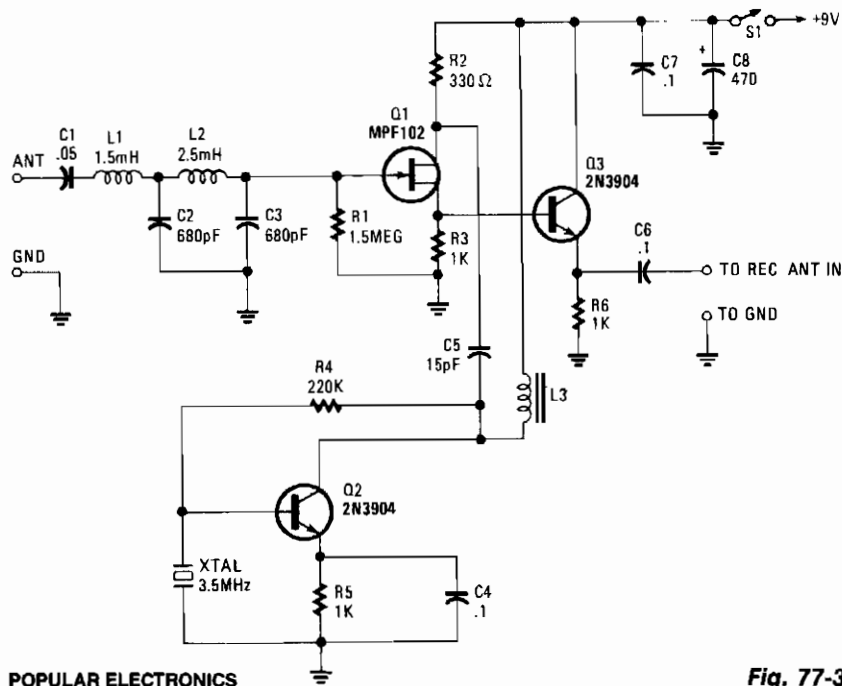 +9V
S1
R2
330 Ω
C7
.1
+
C8
470
Q1
MPF102
C1
.05
L1
1.5mH
L2
2.5mH
ANT
Q3
2N3904
C2
680pF
C3
680pF
R1
1.5MEG
R3
1K
C6
.1
TO REC ANT IN
GND
R6
1K
TO GND
C5
15pF
L3
R4
220K
Q2
2N3904
XTAL
3.5MHz
R5
1K
C4
.1
POPULAR ELECTRONICS
Fig. 77-3